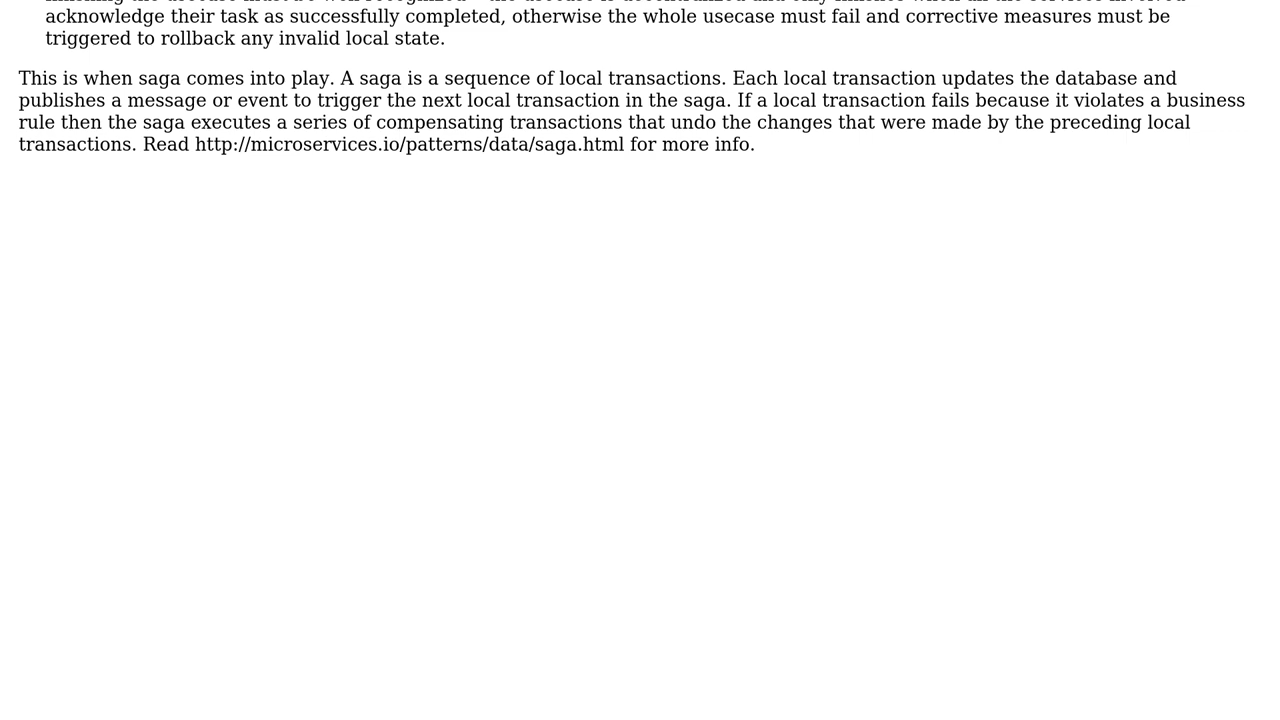 acknowledge their task as successfully completed, otherwise the whole usecase must fail and corrective measures must be
triggered to rollback any invalid local state.
This is when saga comes into play. A saga is a sequence of local transactions. Each local transaction updates the database and
publishes a message or event to trigger the next local transaction in the saga. If a local transaction fails because it violates a business
rule then the saga executes a series of compensating transactions that undo the changes that were made by the preceding local
transactions. Read http://microservices.io/patterns/data/saga.html for more info.